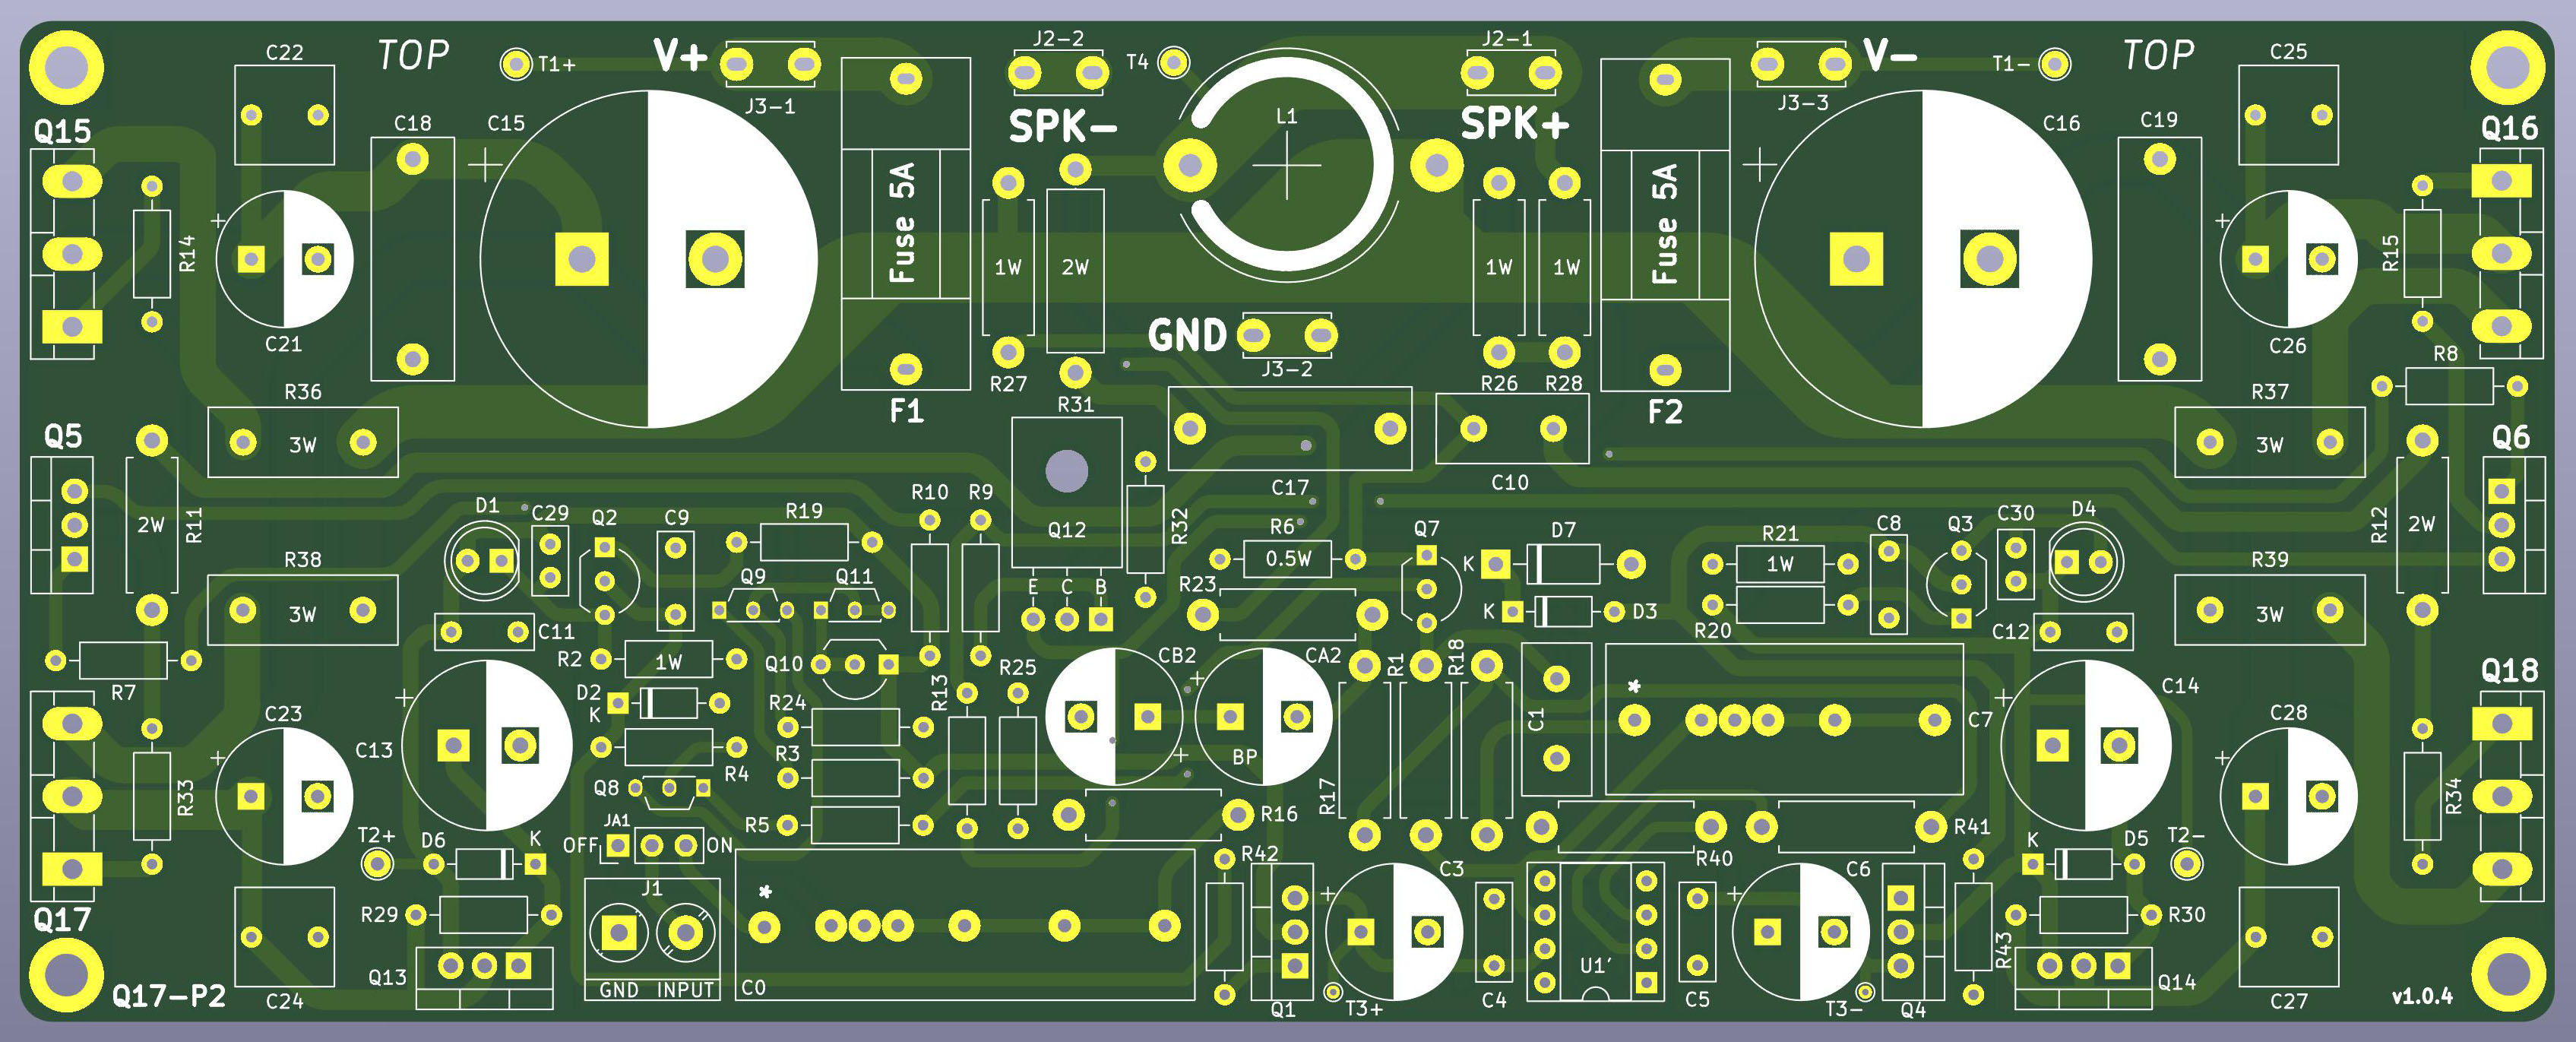 C22
TOP
T1+
V+
J3-1
J2-2
SPK-
T4
L1
J2-1
SPK+
J3-3
V-
T1-
TOP
C25
Q15
C18
C15
+
Fuse 5A
Fuse 5A
+
C16
C19
Q16
R14
+
C21
1W
2W
1W
1W
+
C26
R15
GND
J3-2
R27
R31
R26
R28
R8
F1
F2
R36
3W
R37
3W
Q5
Q6
2W
R11
R12
2W
D1
C29
Q2
C9
R19
R10
R9
Q12
E
C
B
R32
C17
C10
R6
0.5W
Q7
D7
K
R21
1W
C8
Q3
C30
D4
R38
3W
R39
3W
Q9
Q11
R23
K
D3
R20
C11
C12
R2
1W
Q10
R7
D2
K
R24
R13
R25
CB2
+
+
CA2
BP
R1
R18
C1
*
C7
+
C14
Q18
C23
+
C13
+
R3
R4
Q8
R5
R16
R17
C28
+
R33
R34
T2+
D6
K
JA1
OFF
ON
R42
C3
+
R40
C6
+
R41
K
D5
T2-
R29
J1
*
R30
Q17
Q17-P2
C24
Q13
GND
INPUT
C0
Q1
T3+
C4
U1'
C5
T3-
Q4
R43
Q14
C27
v1.0.4